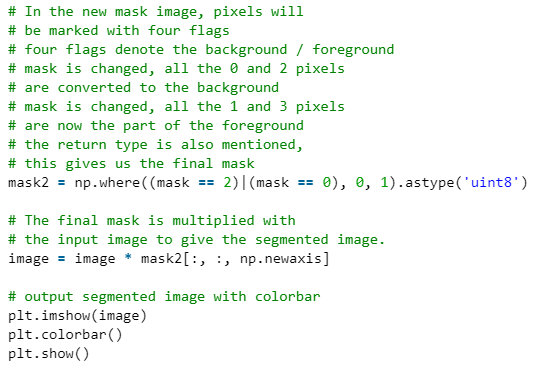 # In the new mask image, pixels will
# be marked with four flags
# four flags denote the background / foreground
# mask is changed, all the 0 and 2 pixels
# are converted to the background
# mask is changed, all the 1 and 3 pixels
# are now the part of the foreground
# the return type is also mentioned,
# this gives us the final mask
mask2 = np.where((mask == 2)|(mask == 0), 0, 1).astype('uint8')

# The final mask is multiplied with
# the input image to give the segmented image.
image = image * mask2[:, :, np.newaxis]

# output segmented image with colorbar
plt.imshow(image)
plt.colorbar()
plt.show()